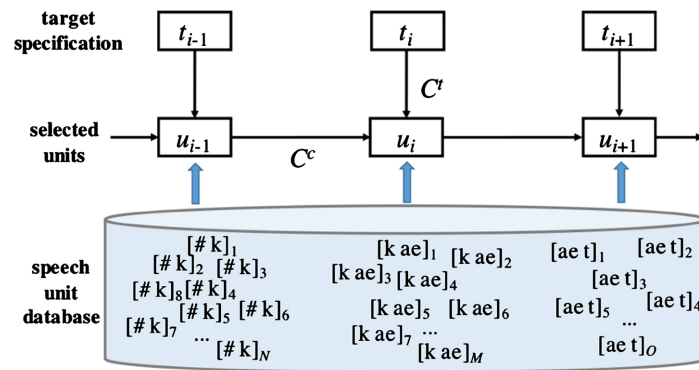 target
specification
t_{i-1} t_i t_{i+1}
C^t
selected
units
u_{i-1} u_i u_{i+1}
C^c
speech
unit
database
[# k]_1
[# k]_2 [# k]_3
[# k]_8 [# k]_4
[# k]_5 [# k]_6
[# k]_7
...
[# k]_N
[k ae]_1 [k ae]_2
[k ae]_3 [k ae]_4
[k ae]_5 [k ae]_6
[k ae]_7 ...
[k ae]_M
[ae t]_1 [ae t]_2
[ae t]_3
[ae t]_5 [ae t]_4
...
[ae t]_O